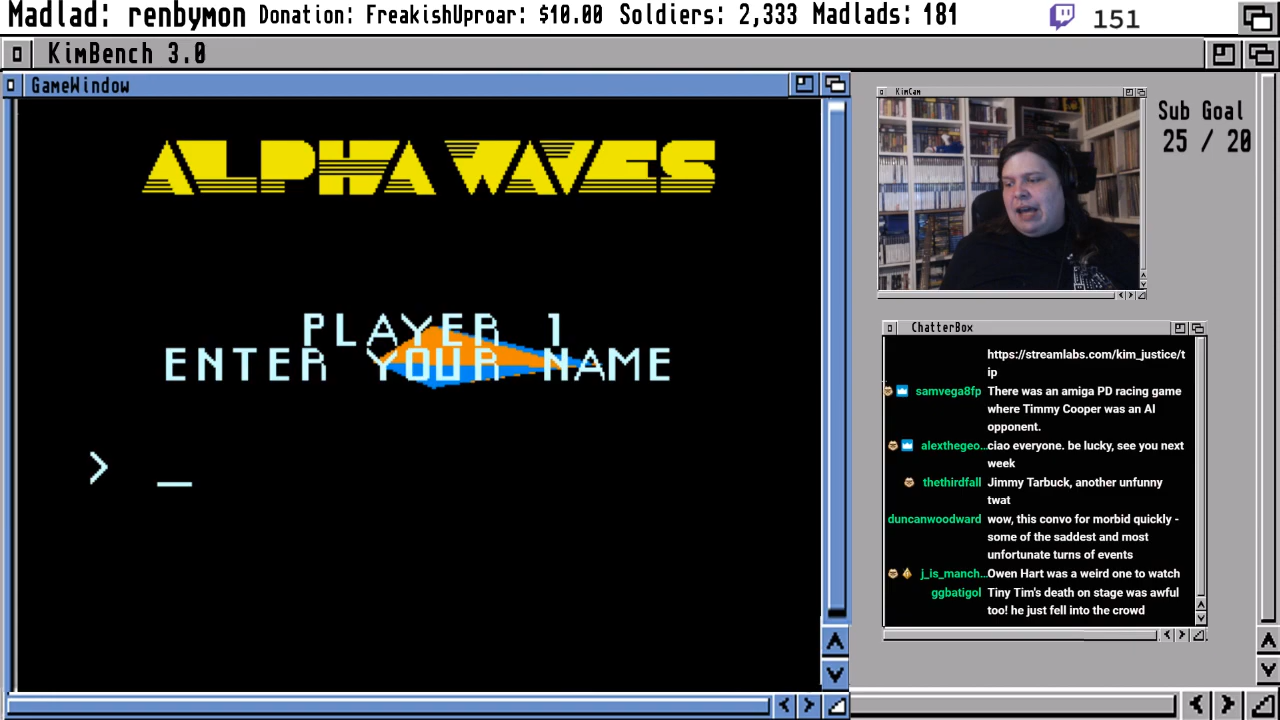 Madlad: renbymon Donation: FreakishUproar: $10.00 Soldiers: 2,333 Madlads: 181 151
KimBench 3.0
GameWindow
ALPHA WAVES
PLAYER 1
ENTER YOUR NAME
> _
KimCam
Sub Goal
25 / 20
ChatterBox
https://streamlabs.com/kim_justice/t
ip
samvega8fp There was an amiga PD racing game
where Timmy Cooper was an AI
opponent.
alexthegeo... ciao everyone. be lucky, see you next
week
thethirdfall Jimmy Tarbuck, another unfunny
twat
duncanwoodward wow, this convo for morbid quickly -
some of the saddest and most
unfortunate turns of events
j_is_manch... Owen Hart was a weird one to watch
ggbatigol Tiny Tim's death on stage was awful
too! he just fell into the crowd